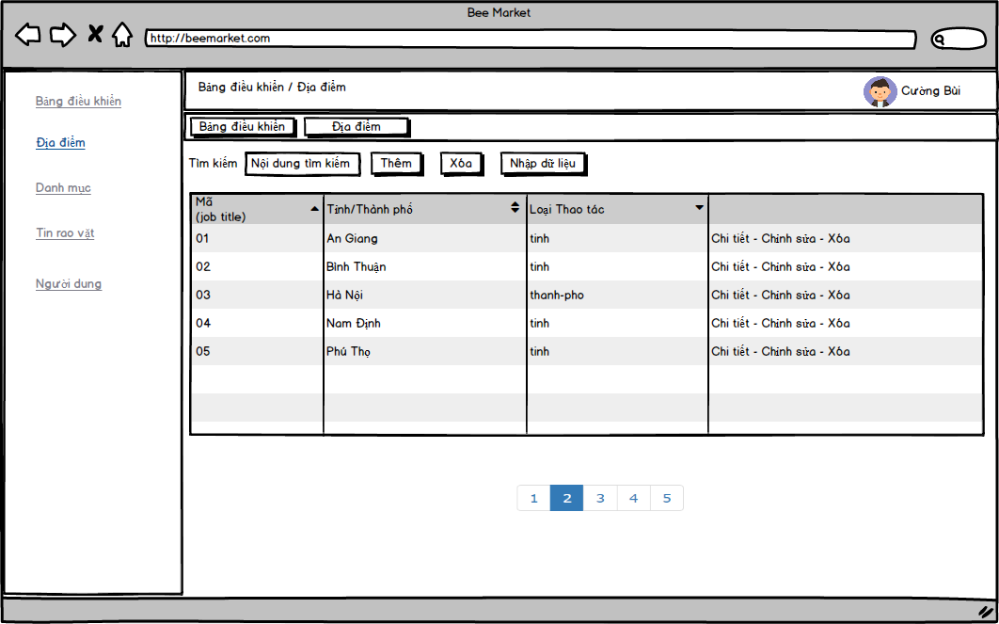 Bee Market
http://beemarket.com
Bảng điều khiển
Địa điểm
Danh mục
Tin rao vặt
Người dung
Bảng điều khiển / Địa điểm
Cường Bùi
Bảng điều khiển
Địa điểm
Tìm kiếm
Nội dung tìm kiếm
Thêm
Xóa
Nhập dữ liệu
Mã
(job title)
Tỉnh/Thành phố
Loại Thao tác
01 An Giang tinh Chi tiết - Chỉnh sửa - Xóa
02 Bình Thuận tinh Chi tiết - Chỉnh sửa - Xóa
03 Hà Nội thanh-pho Chi tiết - Chỉnh sửa - Xóa
04 Nam Định tinh Chi tiết - Chỉnh sửa - Xóa
05 Phú Thọ tinh Chi tiết - Chỉnh sửa - Xóa
1 2 3 4 5